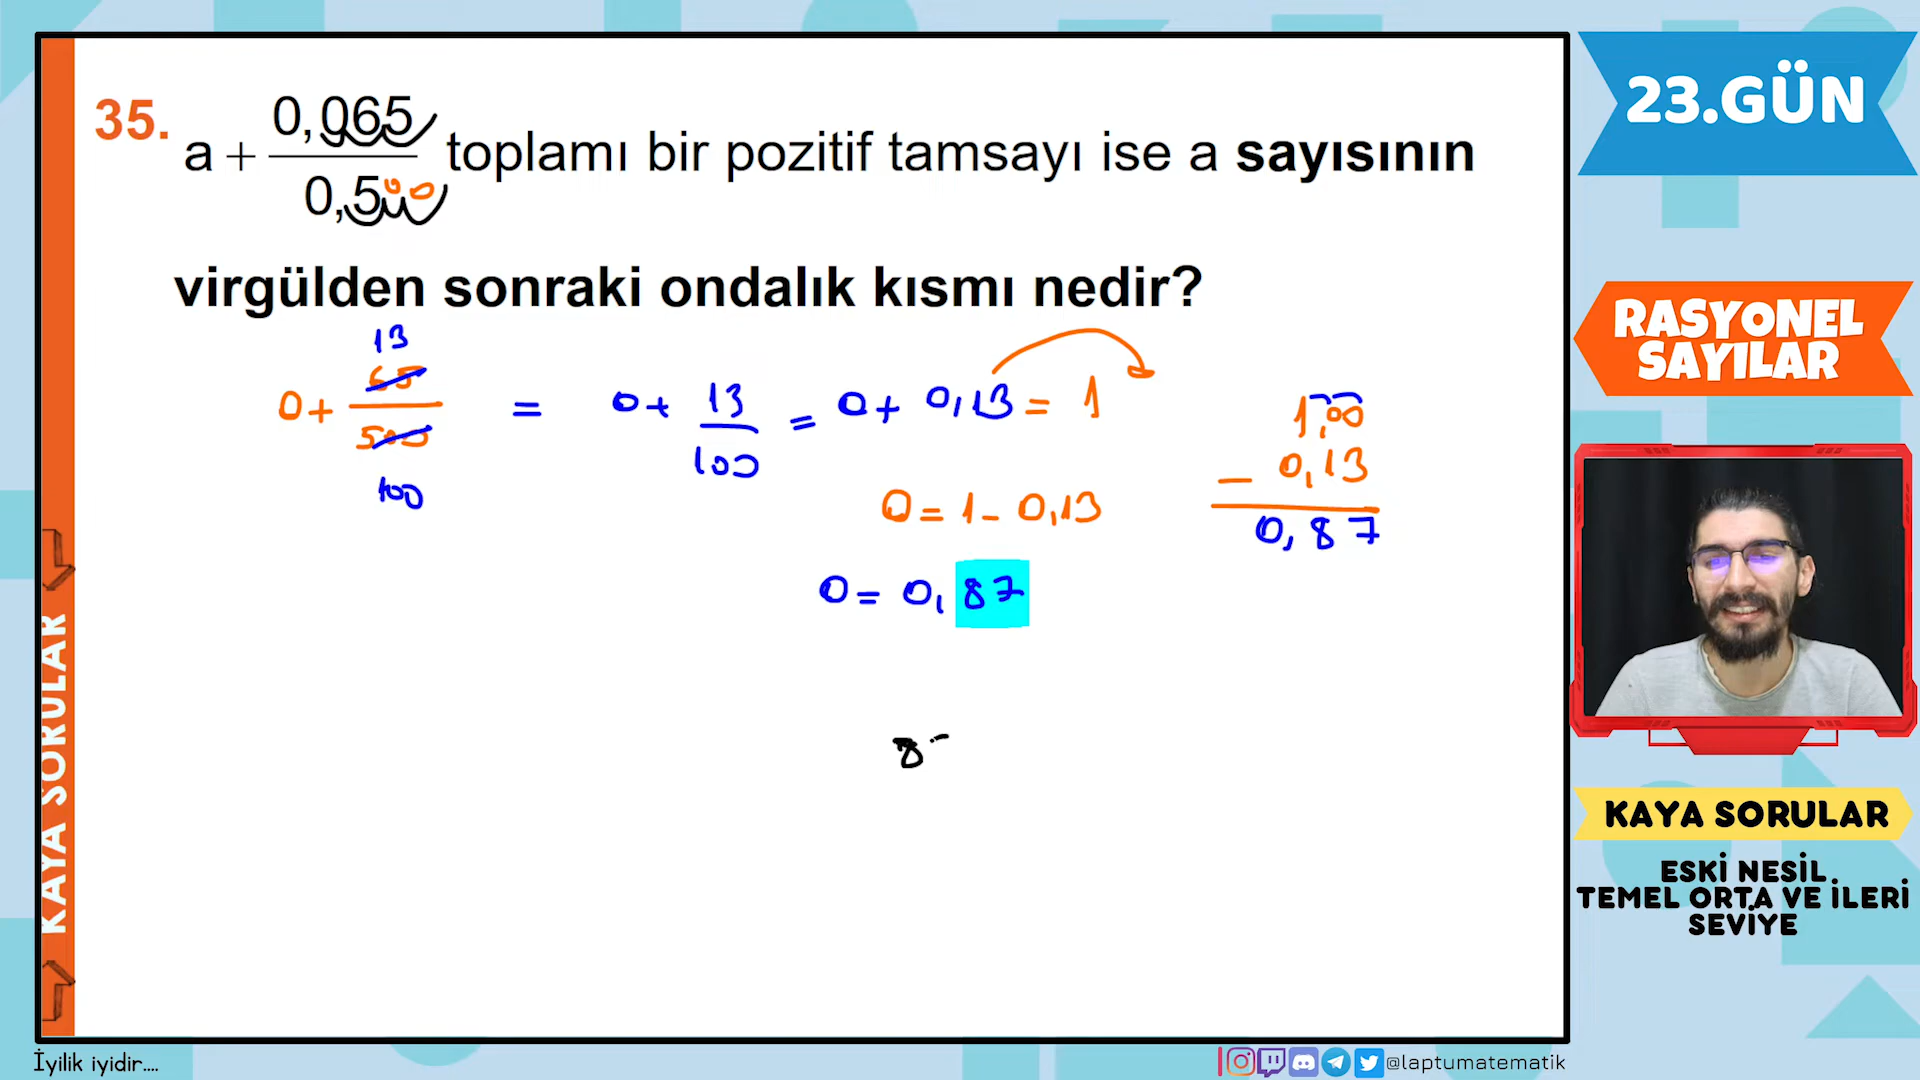 35. a + 0,065 / 0,500 toplamı bir pozitif tamsayı ise a sayısının
virgülden sonraki ondalık kısmı nedir?
a + 65/500 13 100 = a + 13/100 = a + 0,13 = 1
a = 1 - 0,13
a = 0,87
1,00
- 0,13
0,87
8
KAYA SORULAR
23.GÜN
RASYONEL
SAYILAR
KAYA SORULAR
ESKİ NESİL
TEMEL ORTA VE İLERİ
SEVİYE
İyilik iyidir....
@laptumatematik